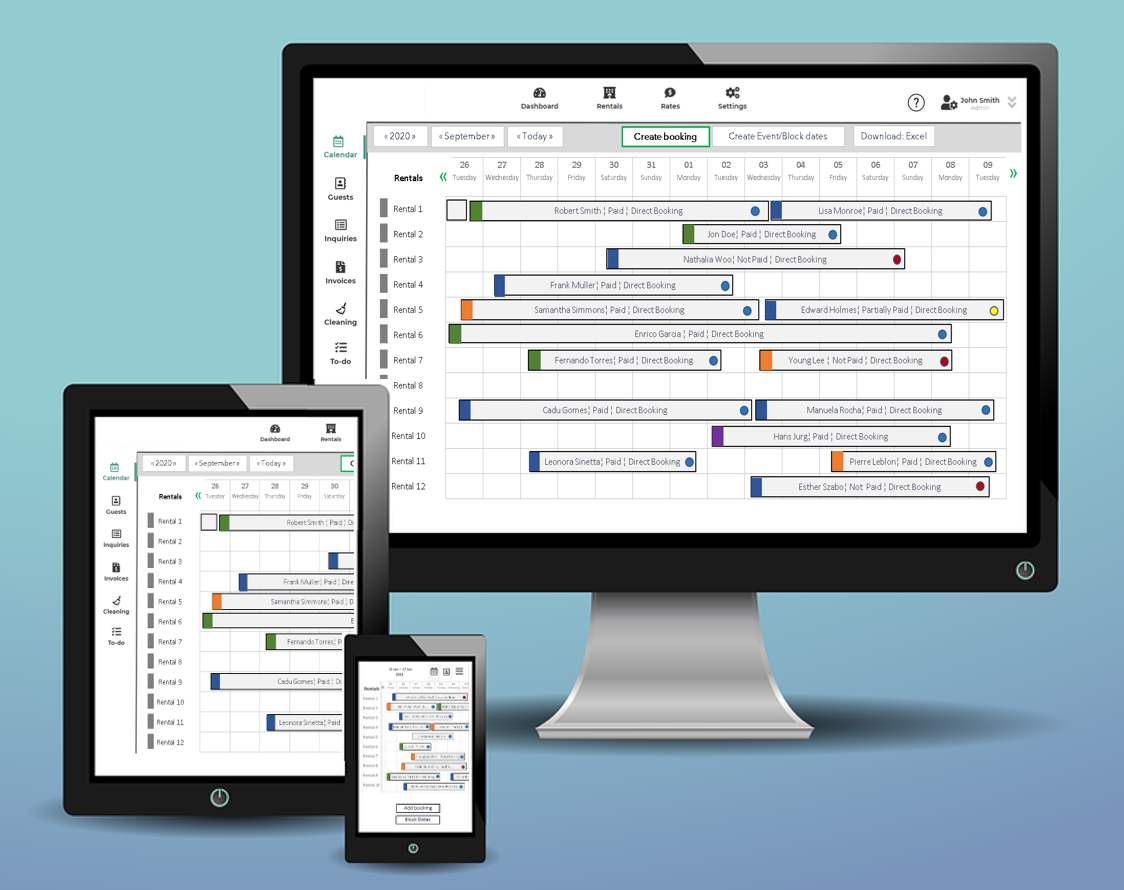 Dashboard Rentals Rates Settings
? John Smith
Admin
«2020» «September» «Today» Create booking Create Event/Block dates Download: Excel
Calendar
Guests
Inquiries
Invoices
Cleaning
To-do
26 27 28 29 30 31 01 02 03 04 05 06 07 08 09
Rentals « Tuesday Wednesday Thursday Friday Saturday Sunday Monday Tuesday Wednesday Thursday Friday Saturday Sunday Monday Tuesday »
Rental 1 Robert Smith ¦ Paid ¦ Direct Booking Lisa Monroe¦ Paid ¦ Direct Booking
Rental 2 Jon Doe¦ Paid ¦ Direct Booking
Rental 3 Nathalia Woo¦ Not Paid ¦ Direct Booking
Rental 4 Frank Muller¦ Paid ¦ Direct Booking
Rental 5 Samantha Simmons¦ Paid ¦ Direct Booking Edward Holmes¦ Partially Paid ¦ Direct Booking
Rental 6 Enrico Garcia ¦ Paid ¦ Direct Booking
Rental 7 Fernando Torres¦ Paid ¦ Direct Booking Young Lee ¦ Not Paid ¦ Direct Booking
Rental 8
Rental 9 Cadu Gomes¦ Paid ¦ Direct Booking Manuela Rocha¦ Paid ¦ Direct Booking
Rental 10 Hans Jurg¦ Paid ¦ Direct Booking
Rental 11 Leonora Sinetta¦ Paid ¦ Direct Booking Pierre Leblon¦ Paid ¦ Direct Booking
Rental 12 Esther Szabo¦ Not Paid ¦ Direct Booking
Dashboard Rentals
«2020» «September» «Today» C
Calendar
Guests
Inquiries
Invoices
Cleaning
To-do
26 27 28 29 30
Rentals « Tuesday Wednesday Thursday Friday Saturday
Rental 1 Robert Smith ¦ Paid ¦ Di
Rental 2
Rental 3
Rental 4 Frank Muller¦ Paid ¦ Dire
Rental 5 Samantha Simmons¦ Paid ¦ D
Rental 6 E
Rental 7 Fernando Torres¦ P
Rental 8
Rental 9 Cadu Gomes¦ Paid ¦ D
Rental 10
Rental 11 Leonora Sinetta¦ Paid
Rental 12
Rentals
Add booking
Block Dates